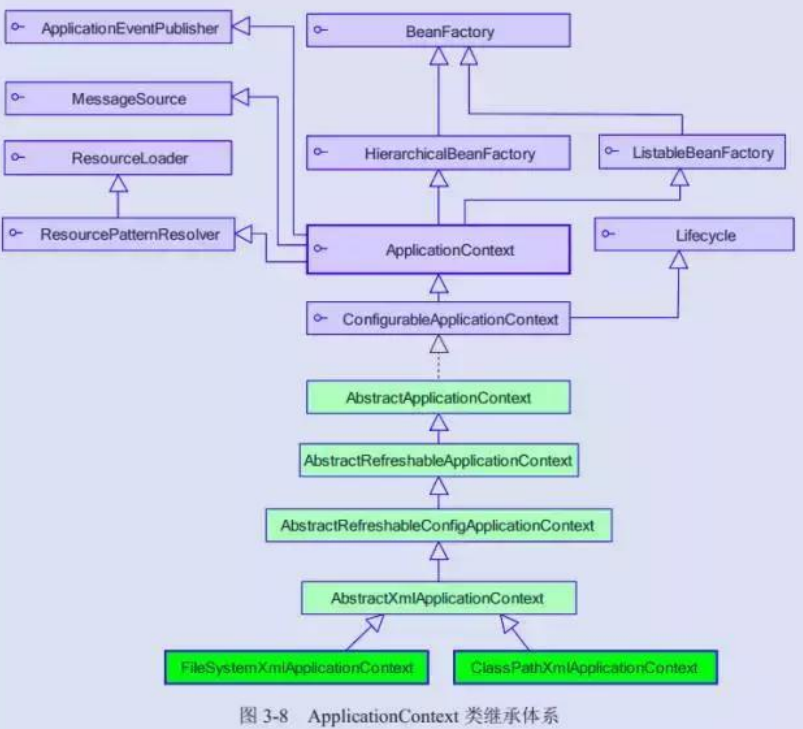 ApplicationEventPublisher
BeanFactory
MessageSource
ResourceLoader
HierarchicalBeanFactory
ListableBeanFactory
ResourcePatternResolver
ApplicationContext
Lifecycle
ConfigurableApplicationContext
AbstractApplicationContext
AbstractRefreshableApplicationContext
AbstractRefreshableConfigApplicationContext
AbstractXmlApplicationContext
FileSystemXmlApplicationContext
ClassPathXmlApplicationContext
图 3-8 ApplicationContext 类继承体系